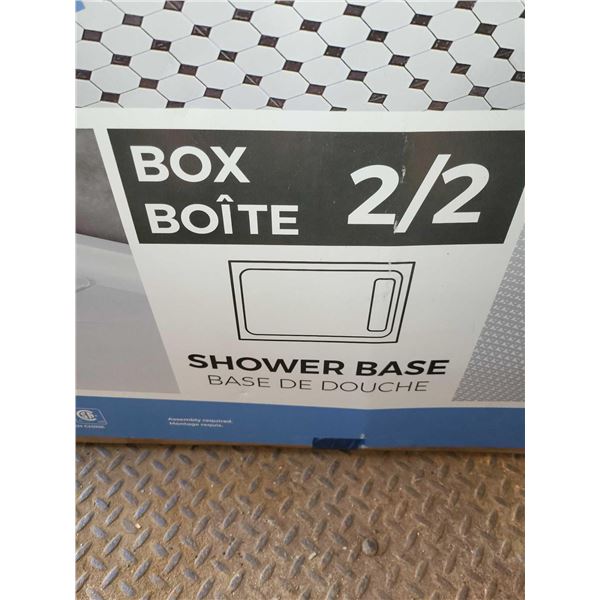 BOX
BOÎTE
2/2
SHOWER BASE
BASE DE DOUCHE
Assembly required.
Montage requis.